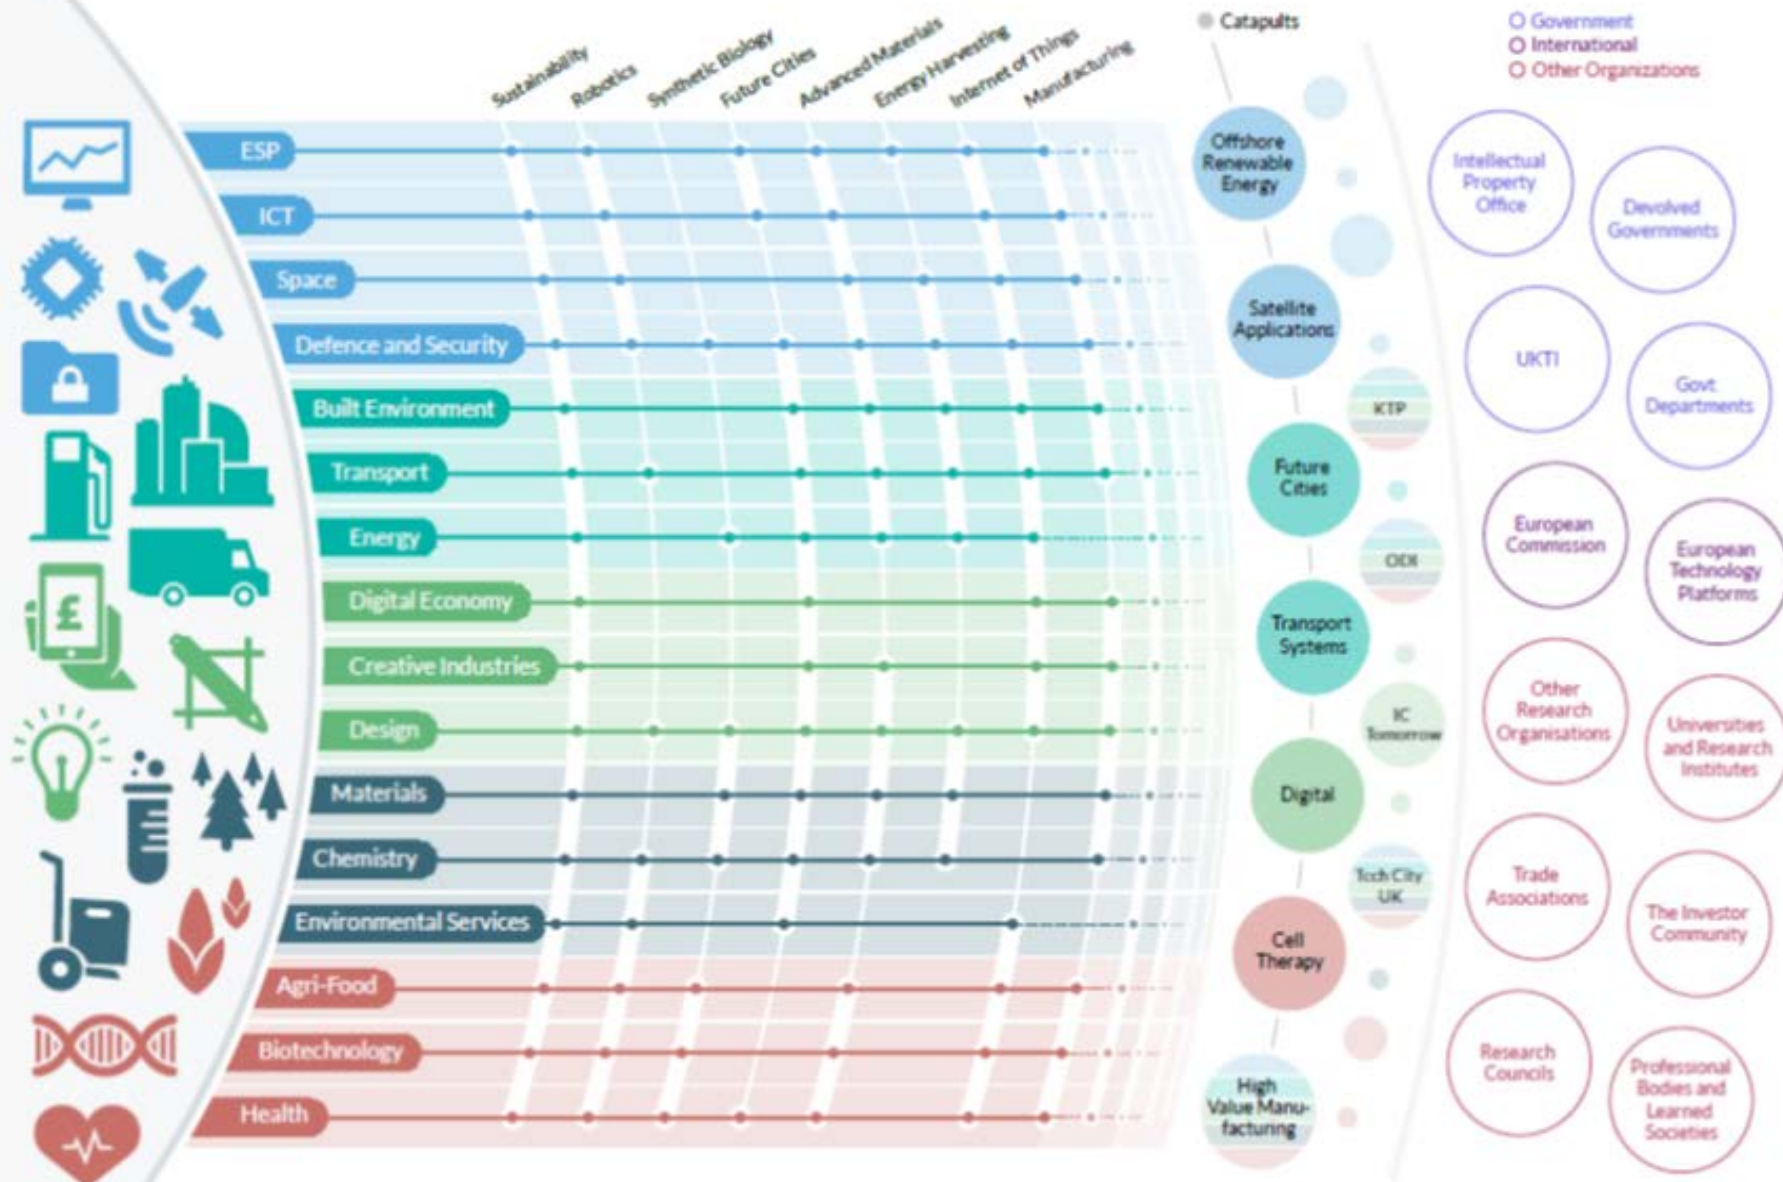 Sustainability
Robotics
Synthetic Biology
Future Cities
Advanced Materials
Energy Harvesting
Internet of Things
Manufacturing
Catapults
Government
International
Other Organizations
ESP
ICT
Space
Defence and Security
Built Environment
Transport
Energy
Digital Economy
Creative Industries
Design
Materials
Chemistry
Environmental Services
Agri-Food
Biotechnology
Health
£
Offshore
Renewable
Energy
Satellite
Applications
Future
Cities
Transport
Systems
Digital
Cell
Therapy
High
Value Manu-
facturing
KTP
ODI
IC
Tomorrow
Tech City
UK
Intellectual
Property
Office
Devolved
Governments
UKTI
Govt
Departments
European
Commission
European
Technology
Platforms
Other
Research
Organisations
Universities
and Research
Institutes
Trade
Associations
The Investor
Community
Research
Councils
Professional
Bodies and
Learned
Societies